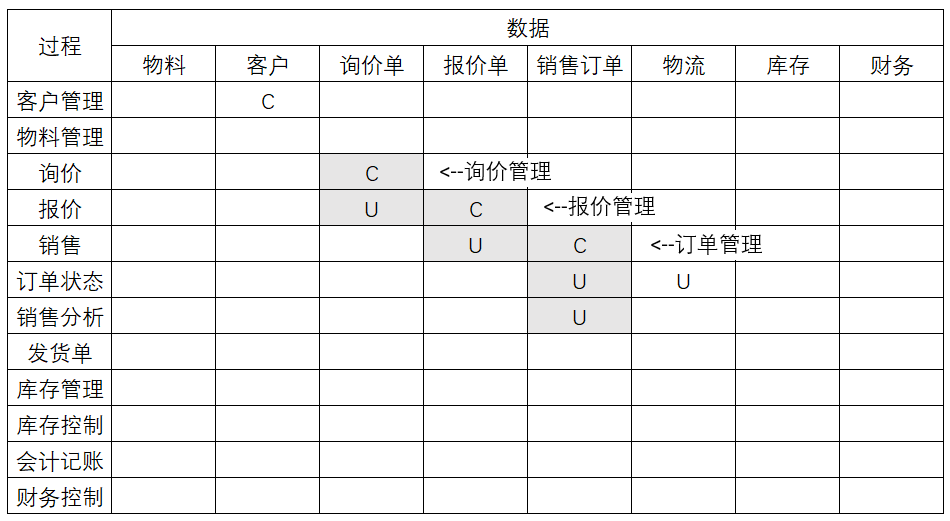 过程 数据
物料 客户 询价单 报价单 销售订单 物流 库存 财务
客户管理 C
物料管理
询价 C <--询价管理
报价 U C <--报价管理
销售 U C <--订单管理
订单状态 U U
销售分析 U
发货单
库存管理
库存控制
会计记账
财务控制